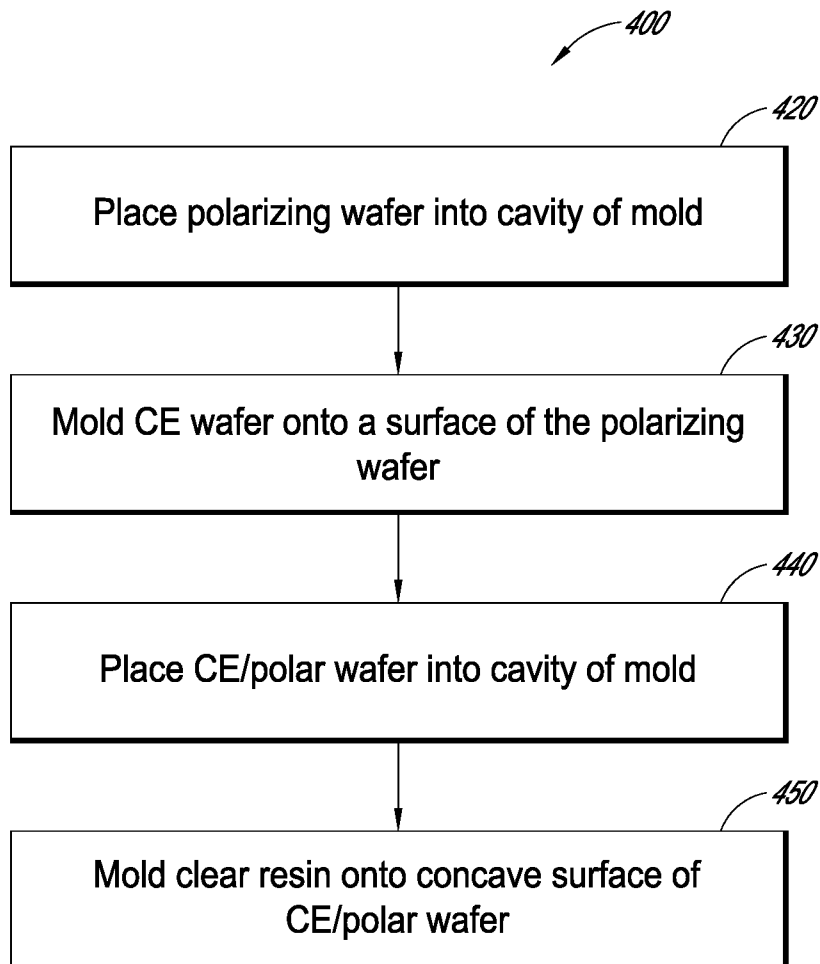 400
420
Place polarizing wafer into cavity of mold
430
Mold CE wafer onto a surface of the polarizing
wafer
440
Place CE/polar wafer into cavity of mold
450
Mold clear resin onto concave surface of
CE/polar wafer